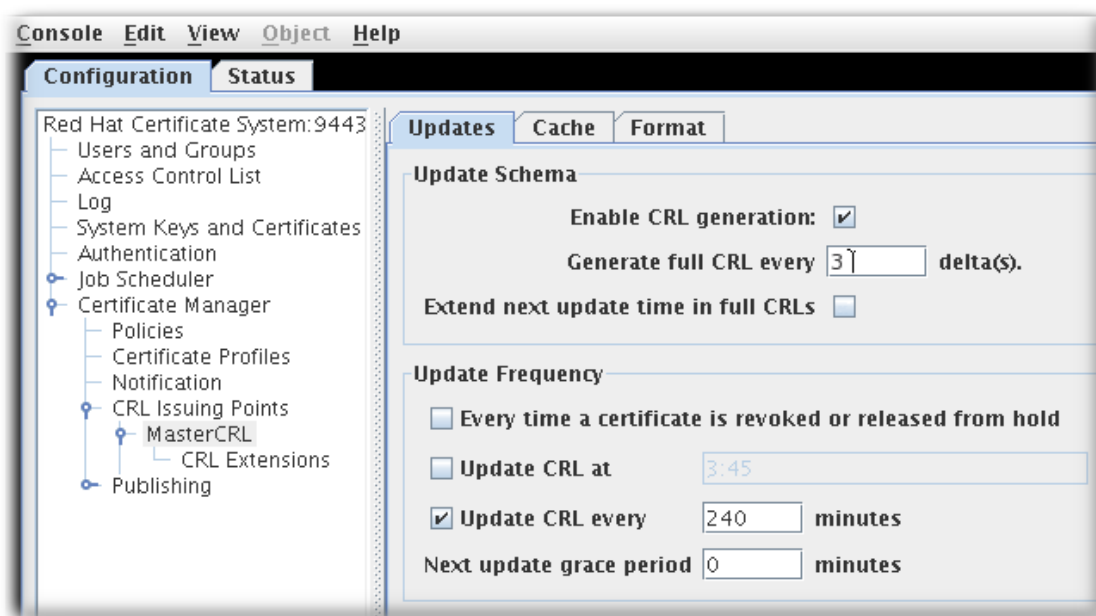 Console Edit View Object Help
Configuration Status
Red Hat Certificate System:9443
Users and Groups
Access Control List
Log
System Keys and Certificates
Authentication
Job Scheduler
Certificate Manager
Policies
Certificate Profiles
Notification
CRL Issuing Points
MasterCRL
CRL Extensions
Publishing
Updates Cache Format
Update Schema
Enable CRL generation:
Generate full CRL every 3 delta(s).
Extend next update time in full CRLs
Update Frequency
Every time a certificate is revoked or released from hold
Update CRL at 3:45
Update CRL every 240 minutes
Next update grace period 0 minutes